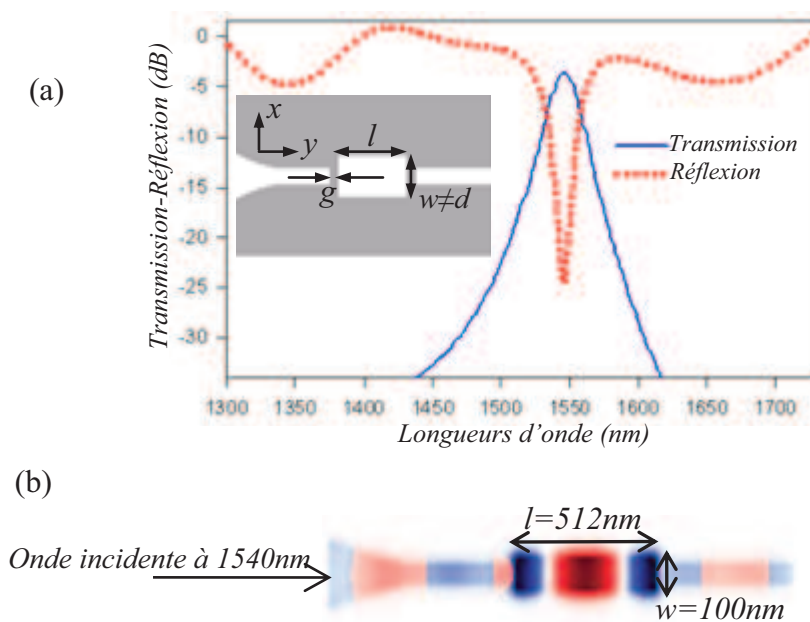 (a)
Transmission-Réflexion (dB)
0
-5
-10
-15
-20
-25
-30
x
y
l
g
w≠d
Transmission
Réflexion
1300 1350 1400 1450 1500 1550 1600 1650 1700
Longueurs d'onde (nm)
(b)
l=512nm
Onde incidente à 1540nm
w=100nm